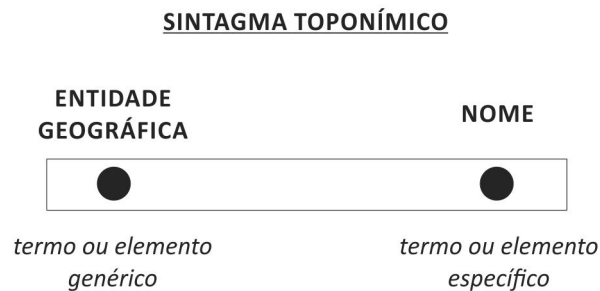 SINTAGMA TOPONÍMICO
ENTIDADE
GEOGRÁFICA
NOME
termo ou elemento
genérico
termo ou elemento
específico